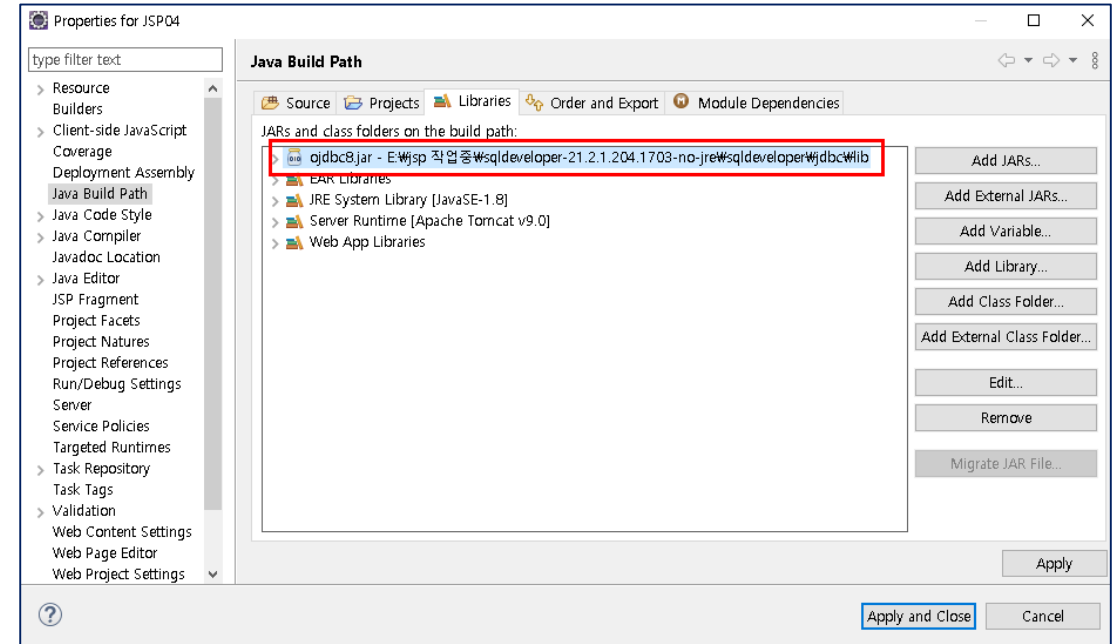 Properties for JSP04
type filter text
Resource
Builders
Client-side JavaScript
Coverage
Deployment Assembly
Java Build Path
Java Code Style
Java Compiler
Javadoc Location
Java Editor
JSP Fragment
Project Facets
Project Natures
Project References
Run/Debug Settings
Server
Service Policies
Targeted Runtimes
Task Repository
Task Tags
Validation
Web Content Settings
Web Page Editor
Web Project Settings
Java Build Path
Source Projects Libraries Order and Export Module Dependencies
JARs and class folders on the build path:
ojdbc8.jar - E:₩jsp 작업중₩sqldeveloper-21.2.1.204.1703-no-jre₩sqldeveloper₩jdbc₩lib
EAR Libraries
JRE System Library [JavaSE-1.8]
Server Runtime [Apache Tomcat v9.0]
Web App Libraries
Add JARs...
Add External JARs...
Add Variable...
Add Library...
Add Class Folder...
Add External Class Folder...
Edit...
Remove
Migrate JAR File...
Apply
Apply and Close Cancel